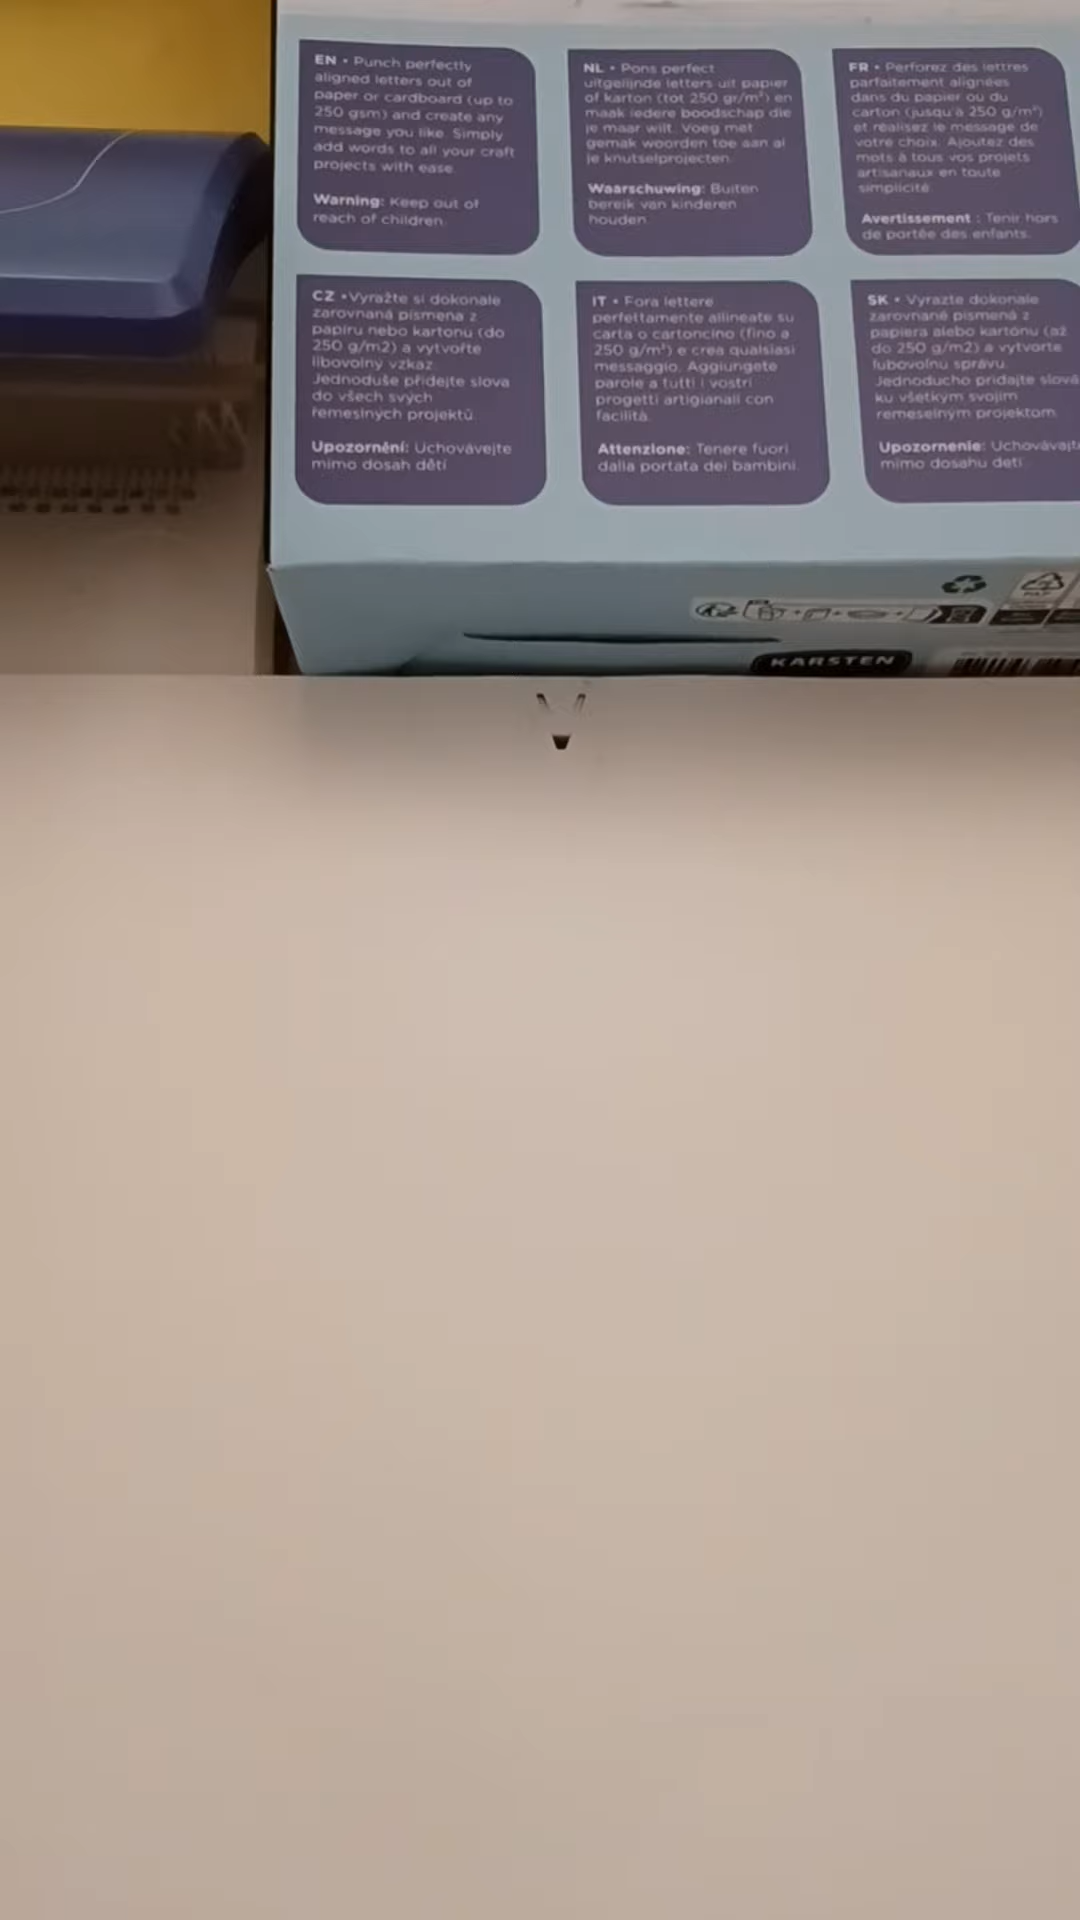 EN • Punch perfectly
aligned letters out of
paper or cardboard (up to
250 gsm) and create any
message you like. Simply
add words to all your craft
projects with ease.
Warning: Keep out of
reach of children.
NL • Pons perfect
uitgelijnde letters uit papier
of karton (tot 250 gr/m²) en
maak iedere boodschap die
je maar wilt. Voeg met
gemak woorden toe aan al
je knutselprojecten.
Waarschuwing: Buiten
bereik van kinderen
houden.
FR • Perforez des lettres
parfaitement alignées
dans du papier ou du
carton (jusqu'à 250 g/m²)
et réalisez le message de
votre choix. Ajoutez des
mots à tous vos projets
artisanaux en toute
simplicité.
Avertissement : Tenir hors
de portée des enfants.
CZ •Vyražte si dokonale
zarovnaná písmena z
papíru nebo kartonu (do
250 g/m2) a vytvořte
libovolný vzkaz.
Jednoduše přidejte slova
do všech svých
řemeslných projektů.
Upozornění: Uchovávejte
mimo dosah dětí
IT • Fora lettere
perfettamente allineate su
carta o cartoncino (fino a
250 g/m²) e crea qualsiasi
messaggio. Aggiungete
parole a tutti i vostri
progetti artigianali con
facilità.
Attenzione: Tenere fuori
dalla portata dei bambini.
SK • Vyrazte dokonale
zarovnané písmená z
papiera alebo kartónu (až
do 250 g/m2) a vytvorte
ľubovoľnú správu.
Jednoducho pridajte slová
ku všetkým svojim
remeselným projektom.
Upozornenie: Uchovávajte
mimo dosahu detí.
KARSTEN